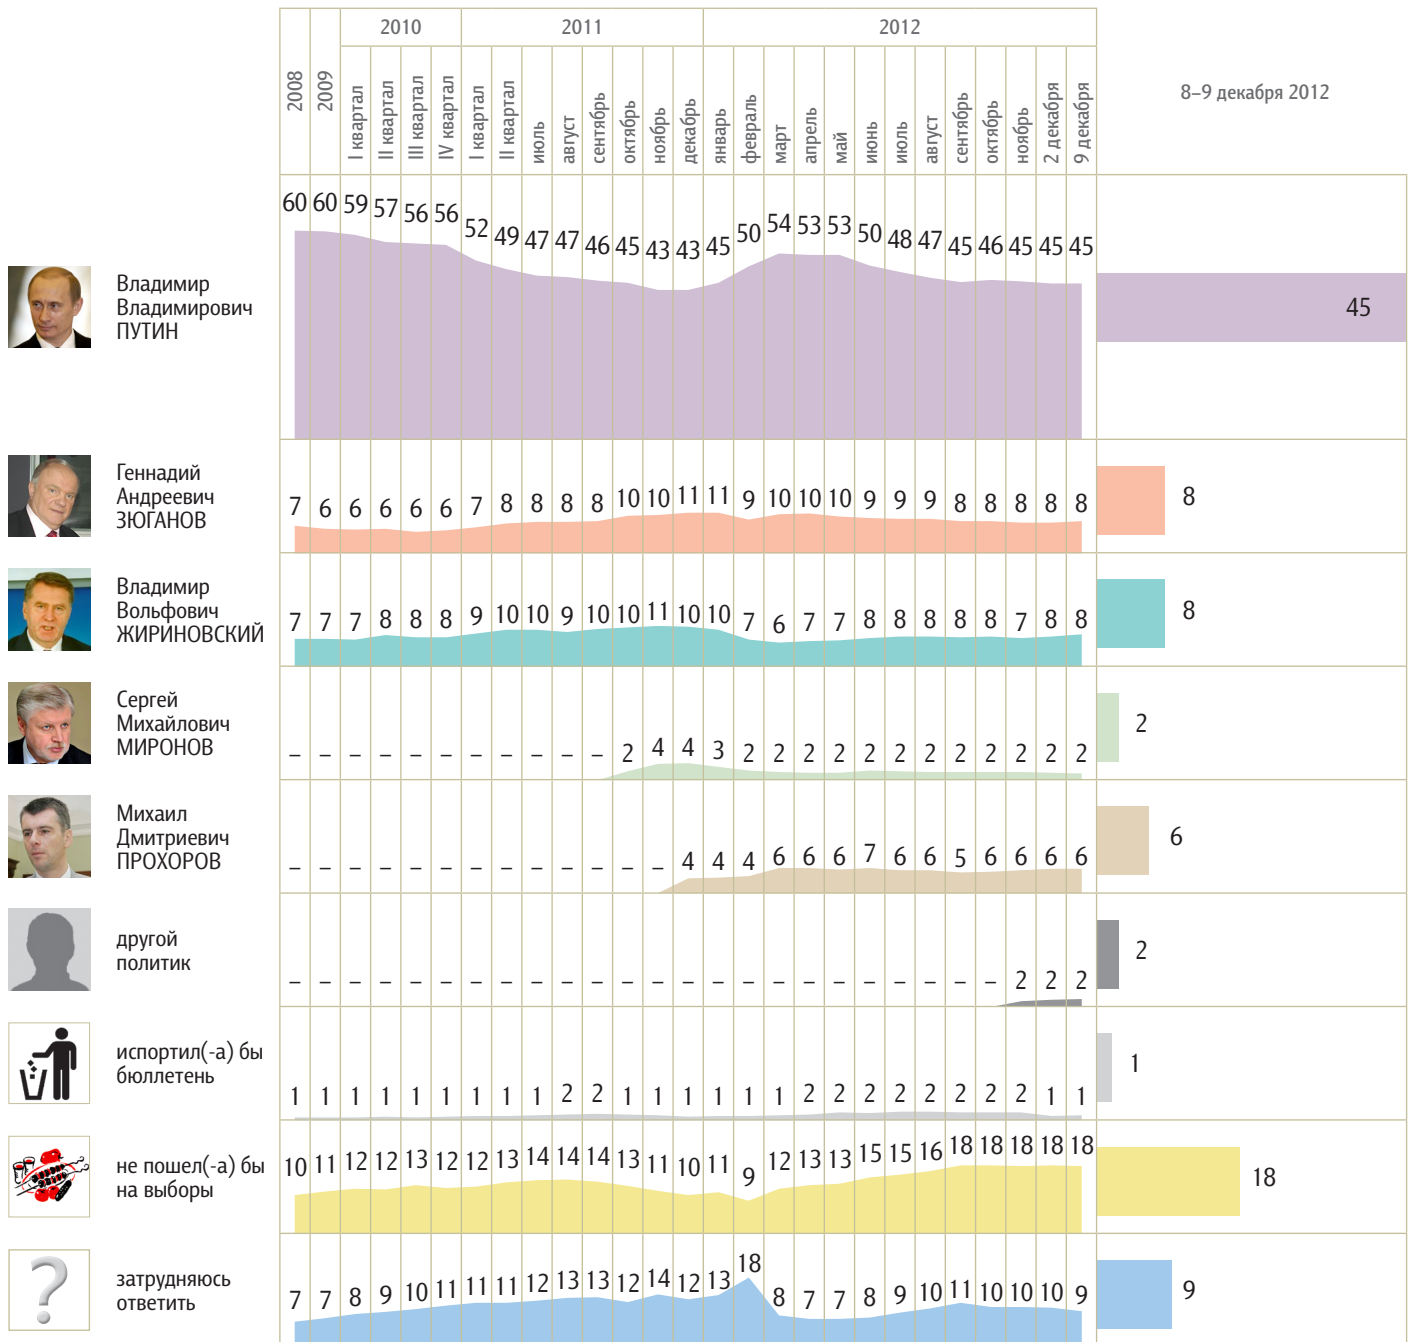 2010 2011 2012
2008 2009 I квартал II квартал III квартал IV квартал I квартал II квартал июль август сентябрь октябрь ноябрь декабрь январь февраль март апрель май июнь июль август сентябрь октябрь ноябрь 2 декабря 9 декабря
8–9 декабря 2012
60 60 59 57 56 56 52 49 47 47 46 45 43 43 45 50 54 53 53 50 48 47 45 46 45 45 45
Владимир
Владимирович
ПУТИН
45
Геннадий
Андреевич
ЗЮГАНОВ
7 6 6 6 6 6 7 8 8 8 8 10 10 11 11 9 10 10 10 9 9 9 8 8 8 8 8
8
Владимир
Вольфович
ЖИРИНОВСКИЙ
7 7 7 8 8 8 9 10 10 9 10 10 11 10 10 7 6 7 7 8 8 8 8 8 7 8 8
8
Сергей
Михайлович
МИРОНОВ
– – – – – – – – – – – 2 4 4 3 2 2 2 2 2 2 2 2 2 2 2 2
2
Михаил
Дмитриевич
ПРОХОРОВ
– – – – – – – – – – – – – 4 4 4 6 6 6 7 6 6 5 6 6 6 6
6
другой
политик
– – – – – – – – – – – – – – – – – – – – – – – – 2 2 2
2
испортил(-а) бы
бюллетень
1 1 1 1 1 1 1 1 1 2 2 1 1 1 1 1 1 2 2 2 2 2 2 2 2 1 1
1
не пошел(-а) бы
на выборы
10 11 12 12 13 12 12 13 14 14 14 13 11 10 11 9 12 13 13 15 15 16 18 18 18 18 18
18
затрудняюсь
ответить
7 7 8 9 10 11 11 11 12 13 13 12 14 12 13 18 8 7 7 8 9 10 11 10 10 10 9
9